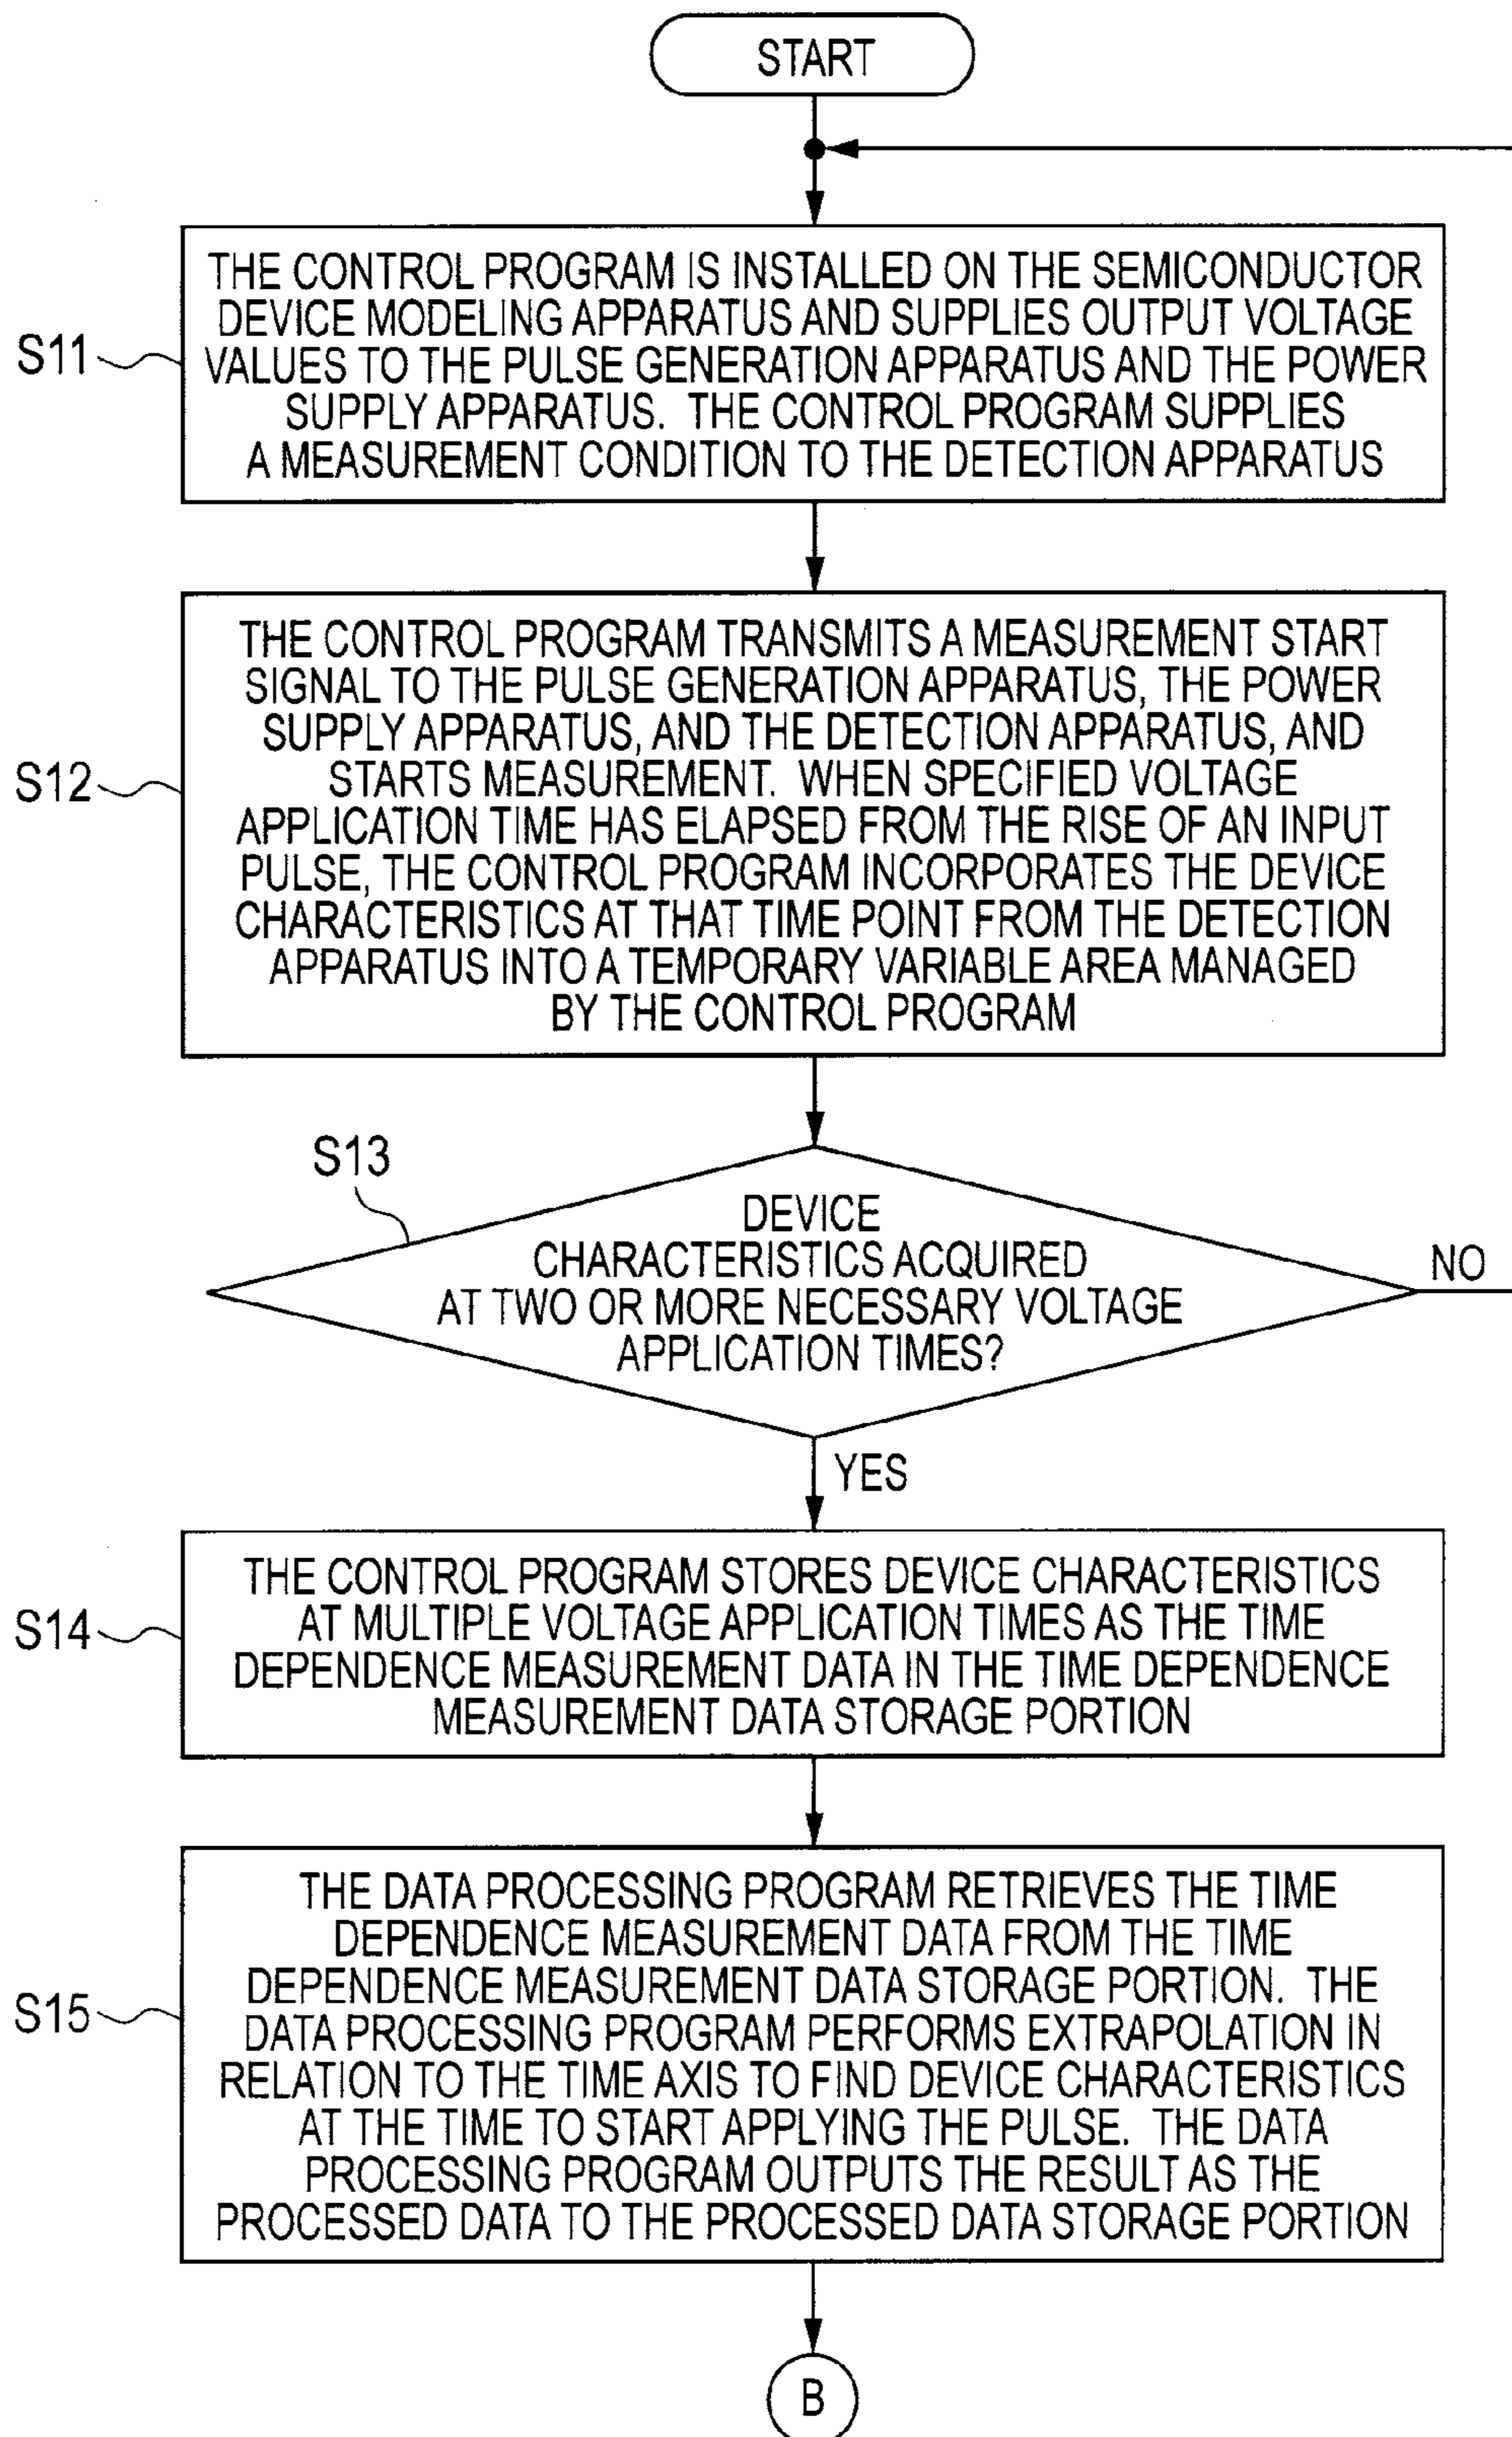 START
S11
THE CONTROL PROGRAM IS INSTALLED ON THE SEMICONDUCTOR
DEVICE MODELING APPARATUS AND SUPPLIES OUTPUT VOLTAGE
VALUES TO THE PULSE GENERATION APPARATUS AND THE POWER
SUPPLY APPARATUS. THE CONTROL PROGRAM SUPPLIES
A MEASUREMENT CONDITION TO THE DETECTION APPARATUS
S12
THE CONTROL PROGRAM TRANSMITS A MEASUREMENT START
SIGNAL TO THE PULSE GENERATION APPARATUS, THE POWER
SUPPLY APPARATUS, AND THE DETECTION APPARATUS, AND
STARTS MEASUREMENT. WHEN SPECIFIED VOLTAGE
APPLICATION TIME HAS ELAPSED FROM THE RISE OF AN INPUT
PULSE, THE CONTROL PROGRAM INCORPORATES THE DEVICE
CHARACTERISTICS AT THAT TIME POINT FROM THE DETECTION
APPARATUS INTO A TEMPORARY VARIABLE AREA MANAGED
BY THE CONTROL PROGRAM
S13
DEVICE
CHARACTERISTICS ACQUIRED
AT TWO OR MORE NECESSARY VOLTAGE
APPLICATION TIMES?
NO
YES
S14
THE CONTROL PROGRAM STORES DEVICE CHARACTERISTICS
AT MULTIPLE VOLTAGE APPLICATION TIMES AS THE TIME
DEPENDENCE MEASUREMENT DATA IN THE TIME DEPENDENCE
MEASUREMENT DATA STORAGE PORTION
S15
THE DATA PROCESSING PROGRAM RETRIEVES THE TIME
DEPENDENCE MEASUREMENT DATA FROM THE TIME
DEPENDENCE MEASUREMENT DATA STORAGE PORTION. THE
DATA PROCESSING PROGRAM PERFORMS EXTRAPOLATION IN
RELATION TO THE TIME AXIS TO FIND DEVICE CHARACTERISTICS
AT THE TIME TO START APPLYING THE PULSE. THE DATA
PROCESSING PROGRAM OUTPUTS THE RESULT AS THE
PROCESSED DATA TO THE PROCESSED DATA STORAGE PORTION
B